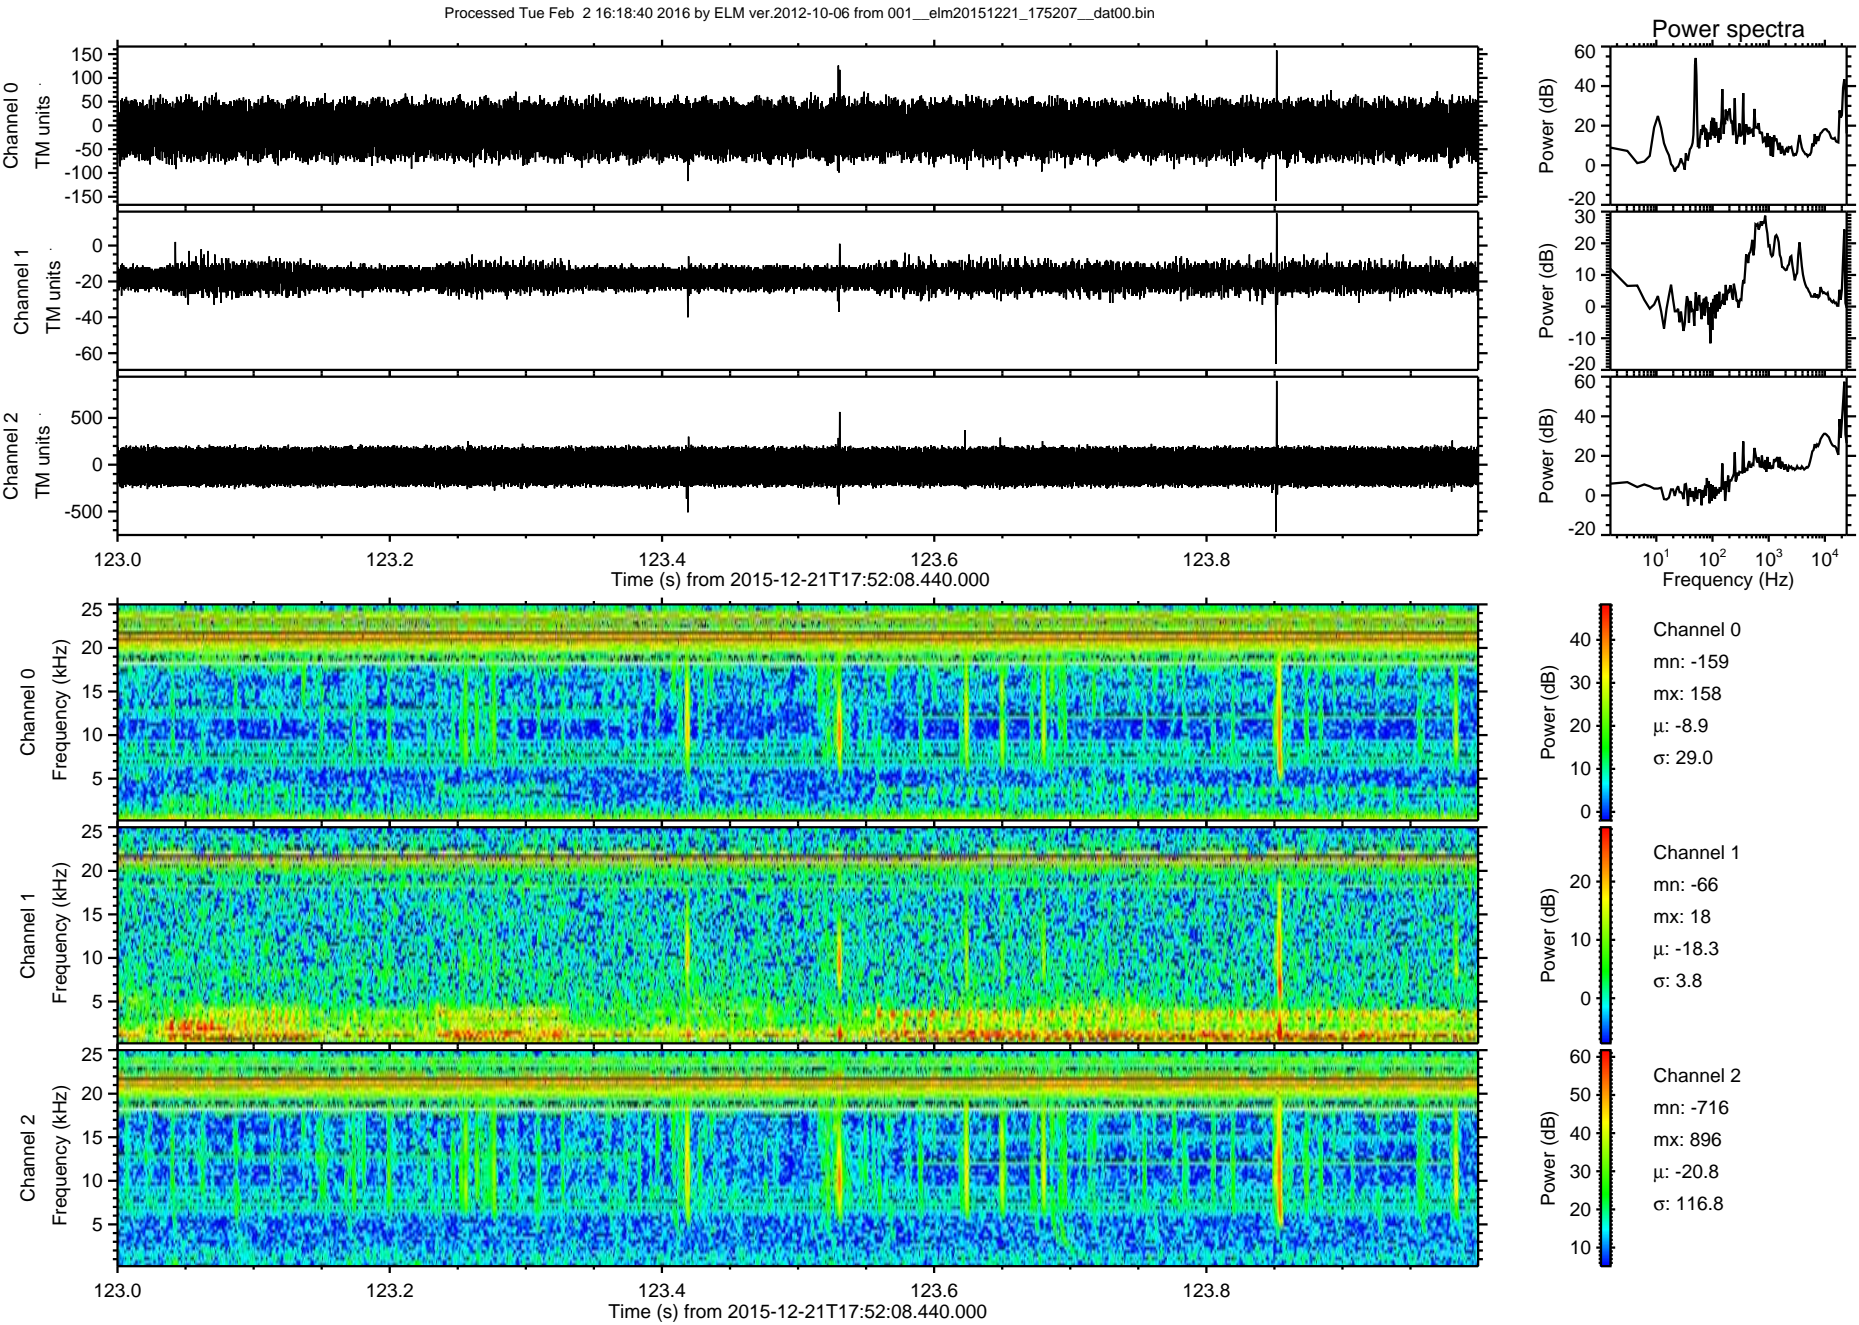 Processed Tue Feb  2 16:18:40 2016 by ELM ver.2012-10-06 from 001__elm20151221_175207__dat00.bin
Power spectra
Channel 0
TM units
150
100
50
0
-50
-100
-150
Power (dB)
60
40
20
0
-20
Channel 1
TM units
0
-20
-40
-60
Power (dB)
30
20
10
0
-10
-20
Channel 2
TM units
500
0
-500
Power (dB)
60
40
20
0
-20
123.0 123.2 123.4 123.6 123.8
Time (s) from 2015-12-21T17:52:08.440.000
10¹ 10² 10³ 10⁴
Frequency (Hz)
Channel 0
Frequency (kHz)
25
20
15
10
5
Power (dB)
40
30
20
10
0
Channel 0
mn: -159
mx: 158
μ: -8.9
σ: 29.0
Channel 1
Frequency (kHz)
25
20
15
10
5
Power (dB)
20
10
0
Channel 1
mn: -66
mx: 18
μ: -18.3
σ: 3.8
Channel 2
Frequency (kHz)
25
20
15
10
5
Power (dB)
60
50
40
30
20
10
Channel 2
mn: -716
mx: 896
μ: -20.8
σ: 116.8
123.0 123.2 123.4 123.6 123.8
Time (s) from 2015-12-21T17:52:08.440.000